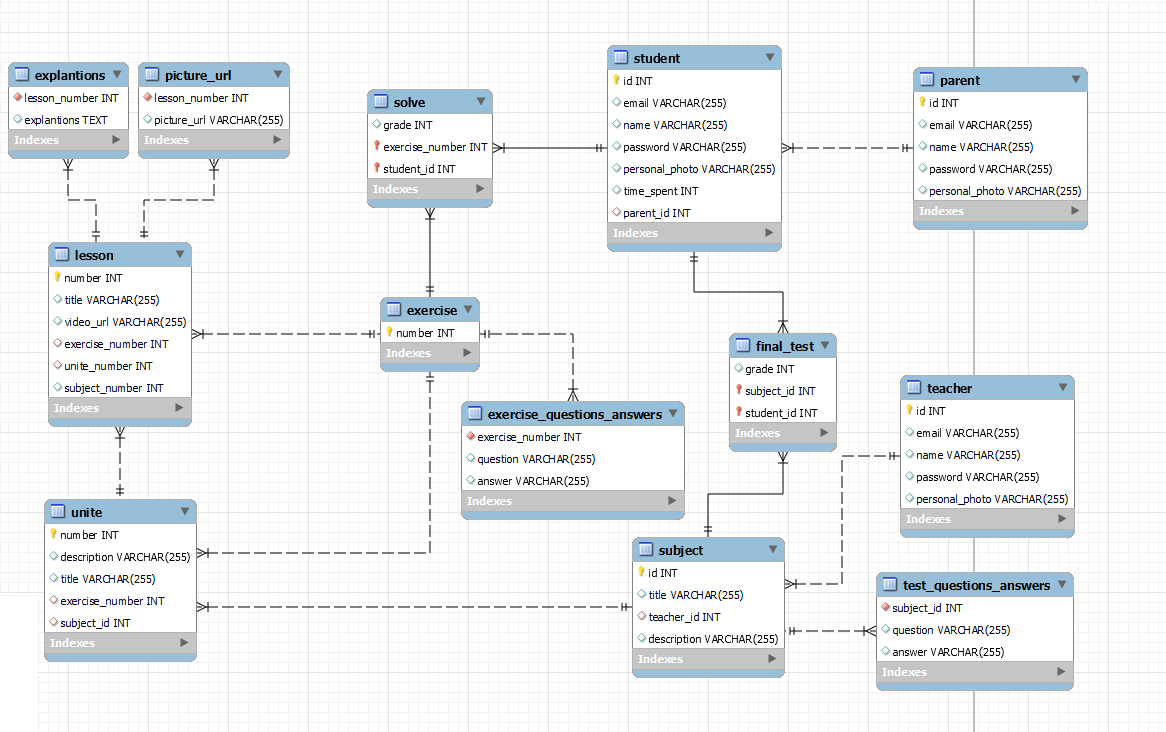 explantions
lesson_number INT
explantions TEXT
Indexes
picture_url
lesson_number INT
picture_url VARCHAR(255)
Indexes
solve
grade INT
exercise_number INT
student_id INT
Indexes
student
id INT
email VARCHAR(255)
name VARCHAR(255)
password VARCHAR(255)
personal_photo VARCHAR(255)
time_spent INT
parent_id INT
Indexes
parent
id INT
email VARCHAR(255)
name VARCHAR(255)
password VARCHAR(255)
personal_photo VARCHAR(255)
Indexes
lesson
number INT
title VARCHAR(255)
video_url VARCHAR(255)
exercise_number INT
unite_number INT
subject_number INT
Indexes
exercise
number INT
Indexes
final_test
grade INT
subject_id INT
student_id INT
Indexes
exercise_questions_answers
exercise_number INT
question VARCHAR(255)
answer VARCHAR(255)
Indexes
teacher
id INT
email VARCHAR(255)
name VARCHAR(255)
password VARCHAR(255)
personal_photo VARCHAR(255)
Indexes
unite
number INT
description VARCHAR(255)
title VARCHAR(255)
exercise_number INT
subject_id INT
Indexes
subject
id INT
title VARCHAR(255)
teacher_id INT
description VARCHAR(255)
Indexes
test_questions_answers
subject_id INT
question VARCHAR(255)
answer VARCHAR(255)
Indexes